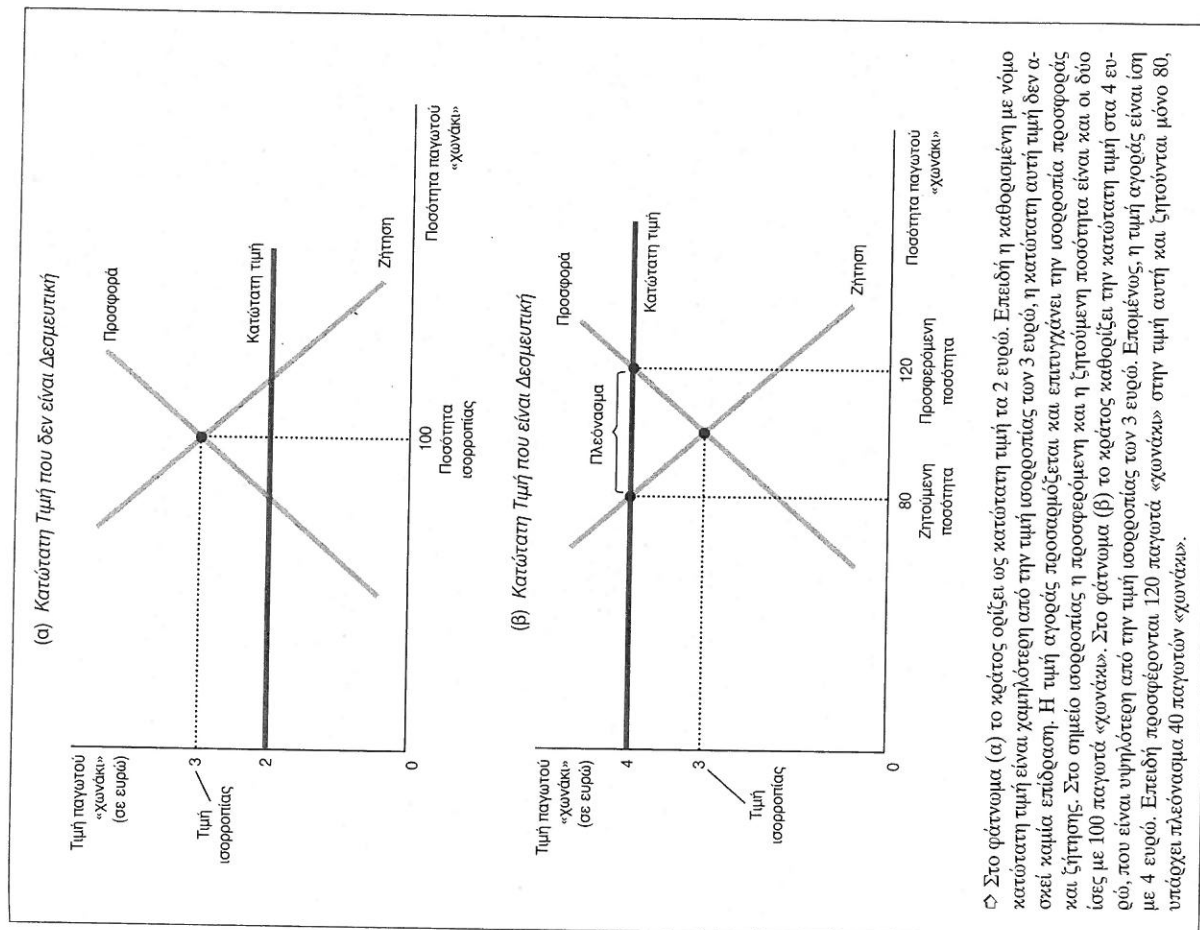 (α) Κατώτατη Τιμή που δεν είναι Δεσμευτική
Τιμή παγωτού
«χωνάκι»
(σε ευρώ)
Προσφορά
3
Τιμή
ισορροπίας
Κατώτατη τιμή
2
Ζήτηση
0
100
Ποσότητα
ισορροπίας
Ποσότητα παγωτού
«χωνάκι»
(β) Κατώτατη Τιμή που είναι Δεσμευτική
Τιμή παγωτού
«χωνάκι»
(σε ευρώ)
Πλεόνασμα
Προσφορά
4
Κατώτατη τιμή
3
Τιμή
ισορροπίας
Ζήτηση
0
80
Ζητούμενη
ποσότητα
120
Προσφερόμενη
ποσότητα
Ποσότητα παγωτού
«χωνάκι»
⇨ Στο φάτνωμα (α) το κράτος ορίζει ως κατώτατη τιμή τα 2 ευρώ. Επειδή η καθορισμένη με νόμο
κατώτατη τιμή είναι χαμηλότερη από την τιμή ισορροπίας των 3 ευρώ, η κατώτατη αυτή τιμή δεν α-
σκεί καμία επίδραση. Η τιμή αγοράς προσαρμόζεται και επιτυγχάνει την ισορροπία προσφοράς
και ζήτησης. Στο σημείο ισορροπίας η προσφερόμενη και η ζητούμενη ποσότητα είναι και οι δύο
ίσες με 100 παγωτά «χωνάκι». Στο φάτνωμα (β) το κράτος καθορίζει την κατώτατη τιμή στα 4 ευ-
ρώ, που είναι υψηλότερη από την τιμή ισορροπίας των 3 ευρώ. Επομένως, η τιμή αγοράς είναι ίση
με 4 ευρώ. Επειδή προσφέρονται 120 παγωτά «χωνάκι» στην τιμή αυτή και ζητούνται μόνο 80,
υπάρχει πλεόνασμα 40 παγωτών «χωνάκι».